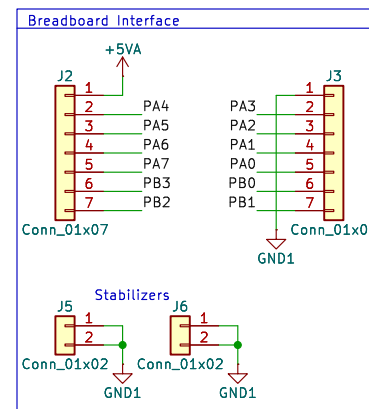 Breadboard Interface
+5VA
J2 J3
1 1
2 PA4 PA3 2
3 PA5 PA2 3
4 PA6 PA1 4
5 PA7 PA0 5
6 PB3 PB0 6
7 PB2 PB1 7
Conn_01x07 Conn_01x0
GND1
Stabilizers
J5 J6
1 1
2 2
Conn_01x02 Conn_01x02
GND1 GND1